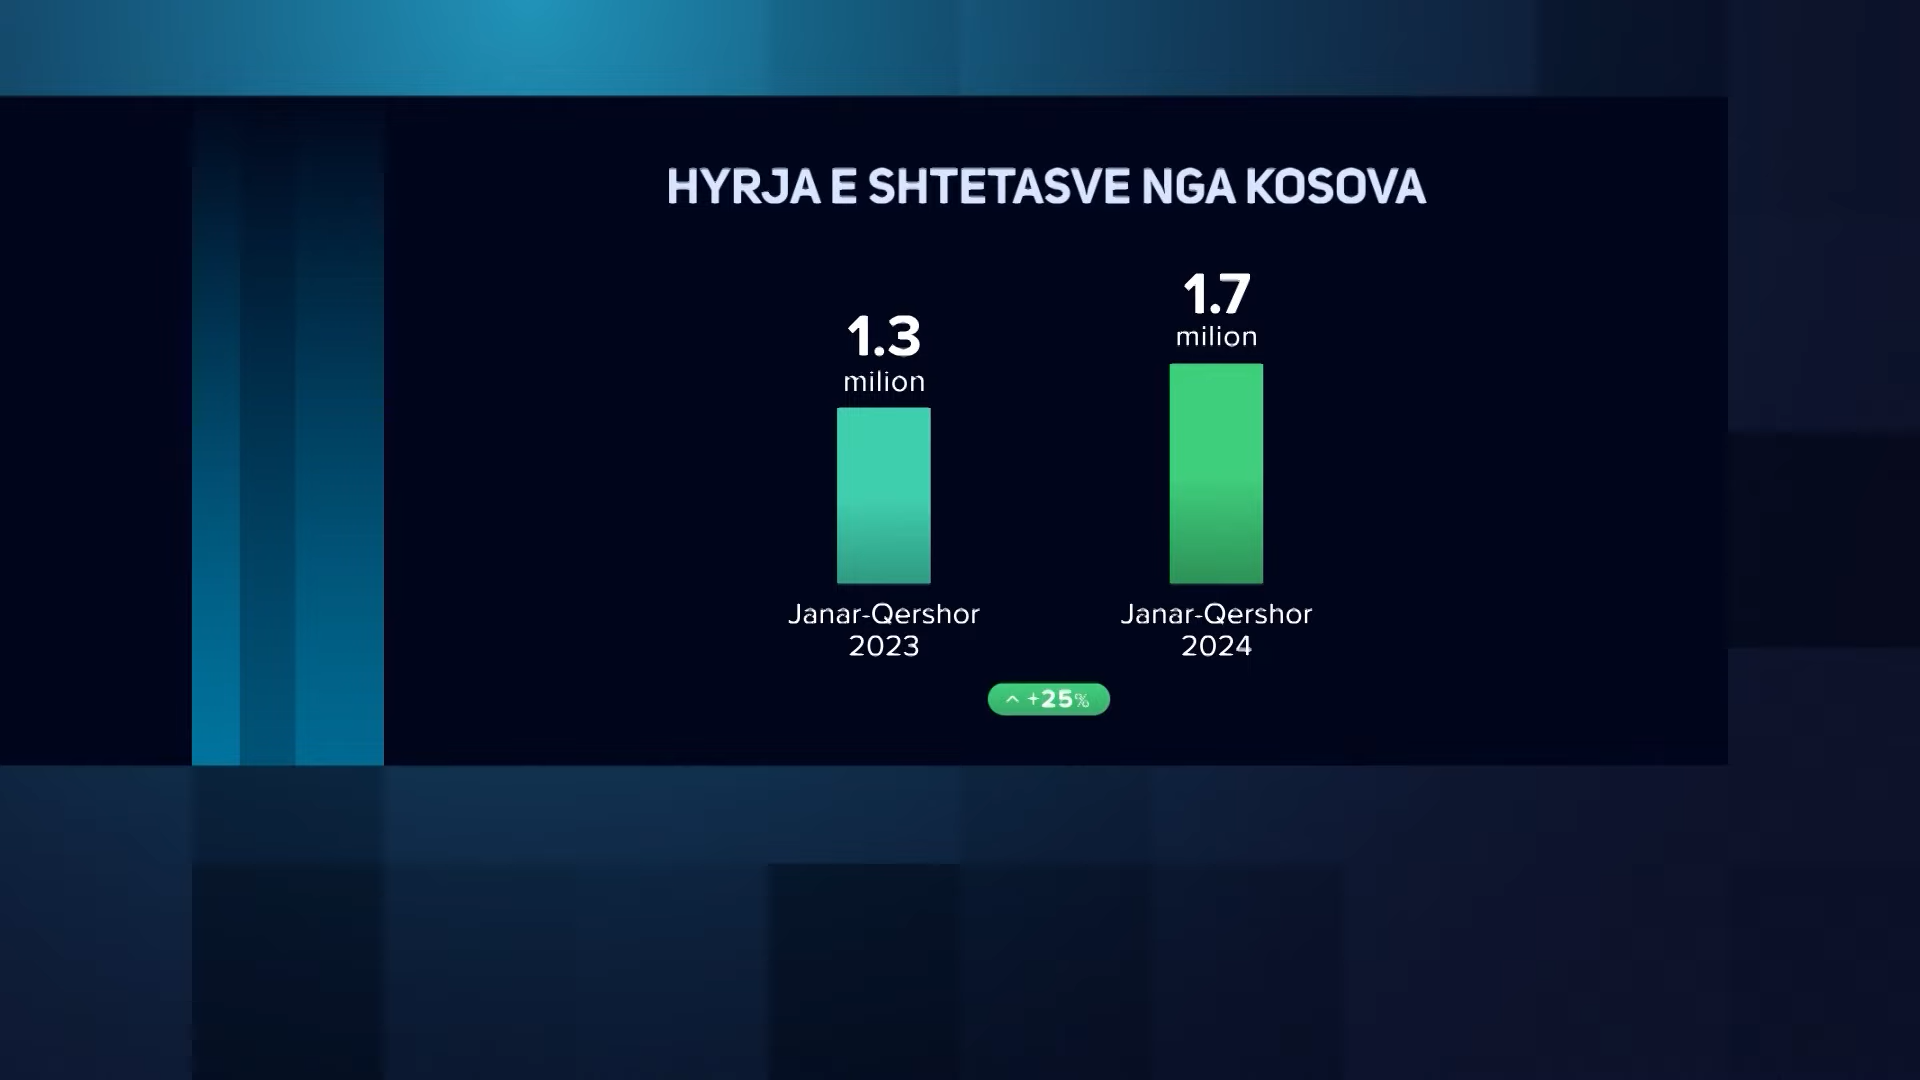 HYRJA E SHTETASVE NGA KOSOVA
1.3
milion
1.7
milion
Janar-Qershor
2023
Janar-Qershor
2024
+25%